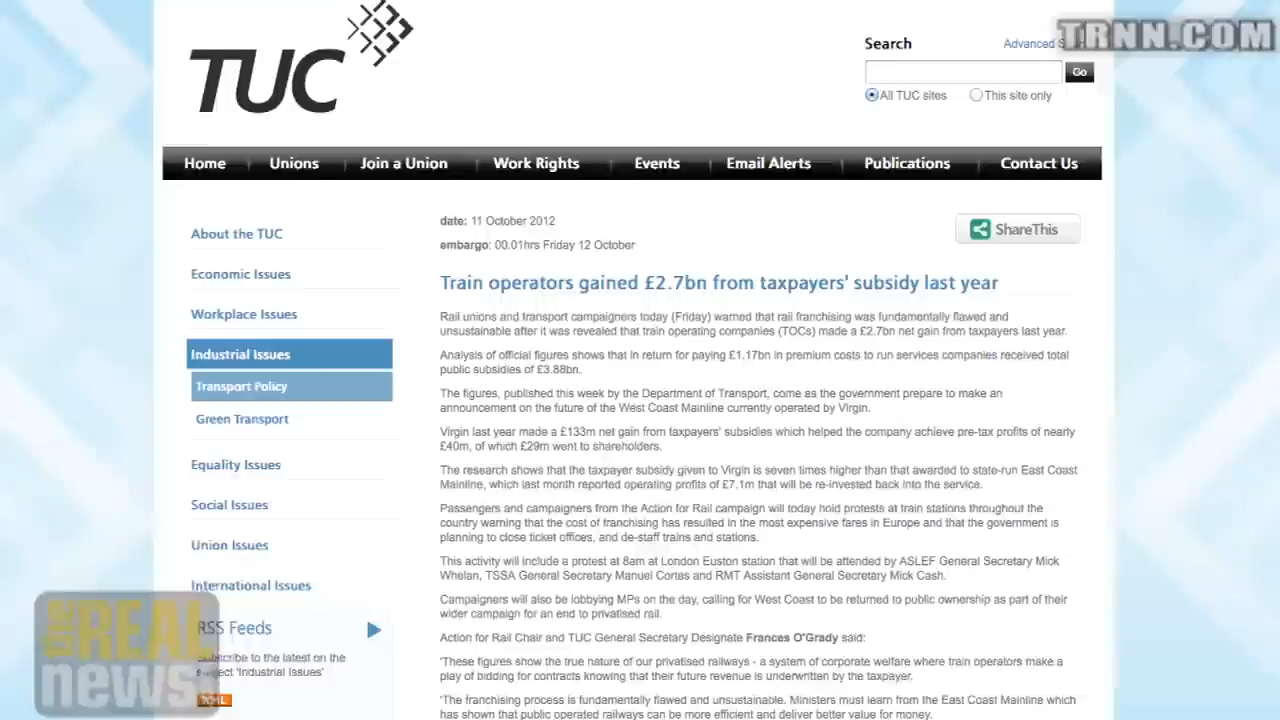 TUC
TRNN.COM
Search
Advanced
Go
All TUC sites
This site only
Home
Unions
Join a Union
Work Rights
Events
Email Alerts
Publications
Contact Us
About the TUC
Economic Issues
Workplace Issues
Industrial Issues
Transport Policy
Green Transport
Equality Issues
Social Issues
Union Issues
International Issues
RSS Feeds
Subscribe to the latest on the
subject 'Industrial Issues'
XML
the REAL
news
date: 11 October 2012
embargo: 00.01hrs Friday 12 October
ShareThis
Train operators gained £2.7bn from taxpayers' subsidy last year
Rail unions and transport campaigners today (Friday) warned that rail franchising was fundamentally flawed and
unsustainable after it was revealed that train operating companies (TOCs) made a £2.7bn net gain from taxpayers last year.
Analysis of official figures shows that in return for paying £1.17bn in premium costs to run services companies received total
public subsidies of £3.88bn.
The figures, published this week by the Department of Transport, come as the government prepare to make an
announcement on the future of the West Coast Mainline currently operated by Virgin.
Virgin last year made a £133m net gain from taxpayers' subsidies which helped the company achieve pre-tax profits of nearly
£40m, of which £29m went to shareholders.
The research shows that the taxpayer subsidy given to Virgin is seven times higher than that awarded to state-run East Coast
Mainline, which last month reported operating profits of £7.1m that will be re-invested back into the service.
Passengers and campaigners from the Action for Rail campaign will today hold protests at train stations throughout the
country warning that the cost of franchising has resulted in the most expensive fares in Europe and that the government is
planning to close ticket offices, and de-staff trains and stations.
This activity will include a protest at 8am at London Euston station that will be attended by ASLEF General Secretary Mick
Whelan, TSSA General Secretary Manuel Cortes and RMT Assistant General Secretary Mick Cash.
Campaigners will also be lobbying MPs on the day, calling for West Coast to be returned to public ownership as part of their
wider campaign for an end to privatised rail.
Action for Rail Chair and TUC General Secretary Designate Frances O'Grady said:
'These figures show the true nature of our privatised railways - a system of corporate welfare where train operators make a
play of bidding for contracts knowing that their future revenue is underwritten by the taxpayer.
'The franchising process is fundamentally flawed and unsustainable. Ministers must learn from the East Coast Mainline which
has shown that public operated railways can be more efficient and deliver better value for money.